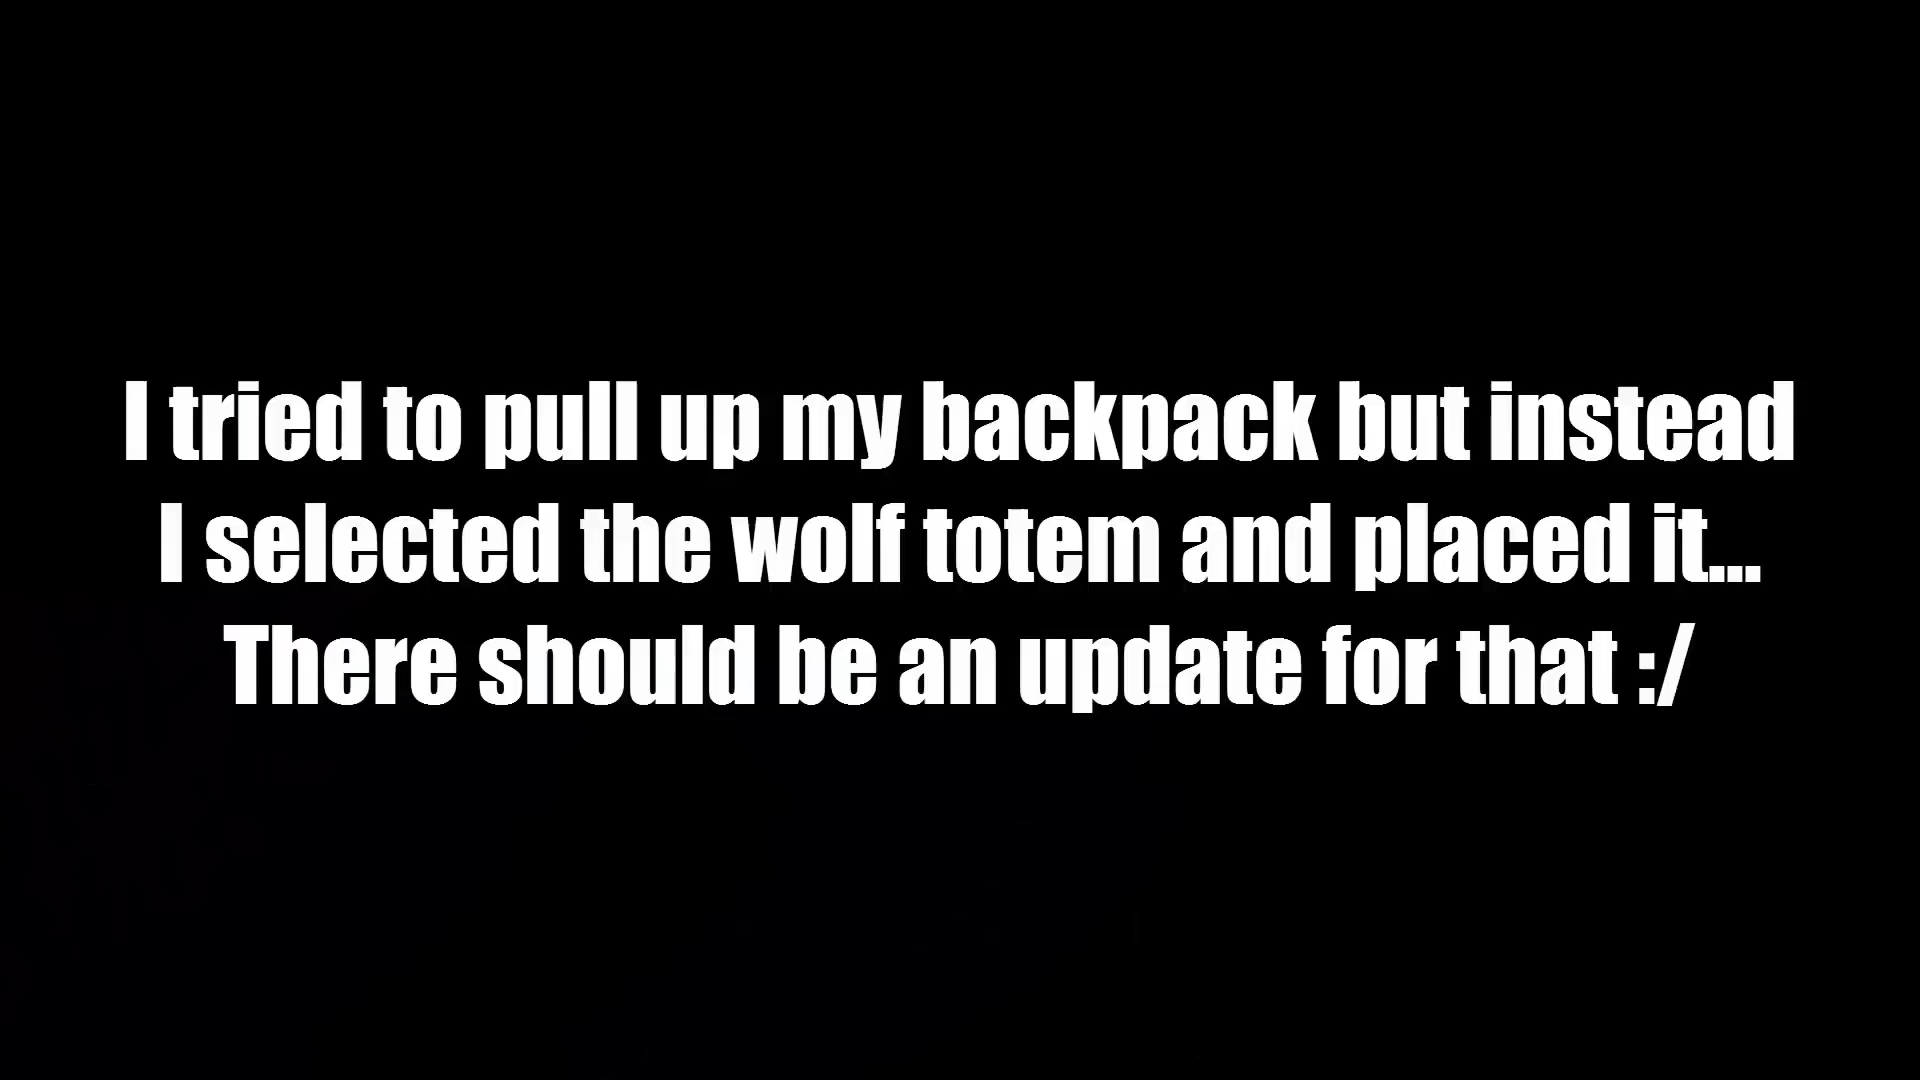 I tried to pull up my backpack but instead
I selected the wolf totem and placed it...
There should be an update for that :/